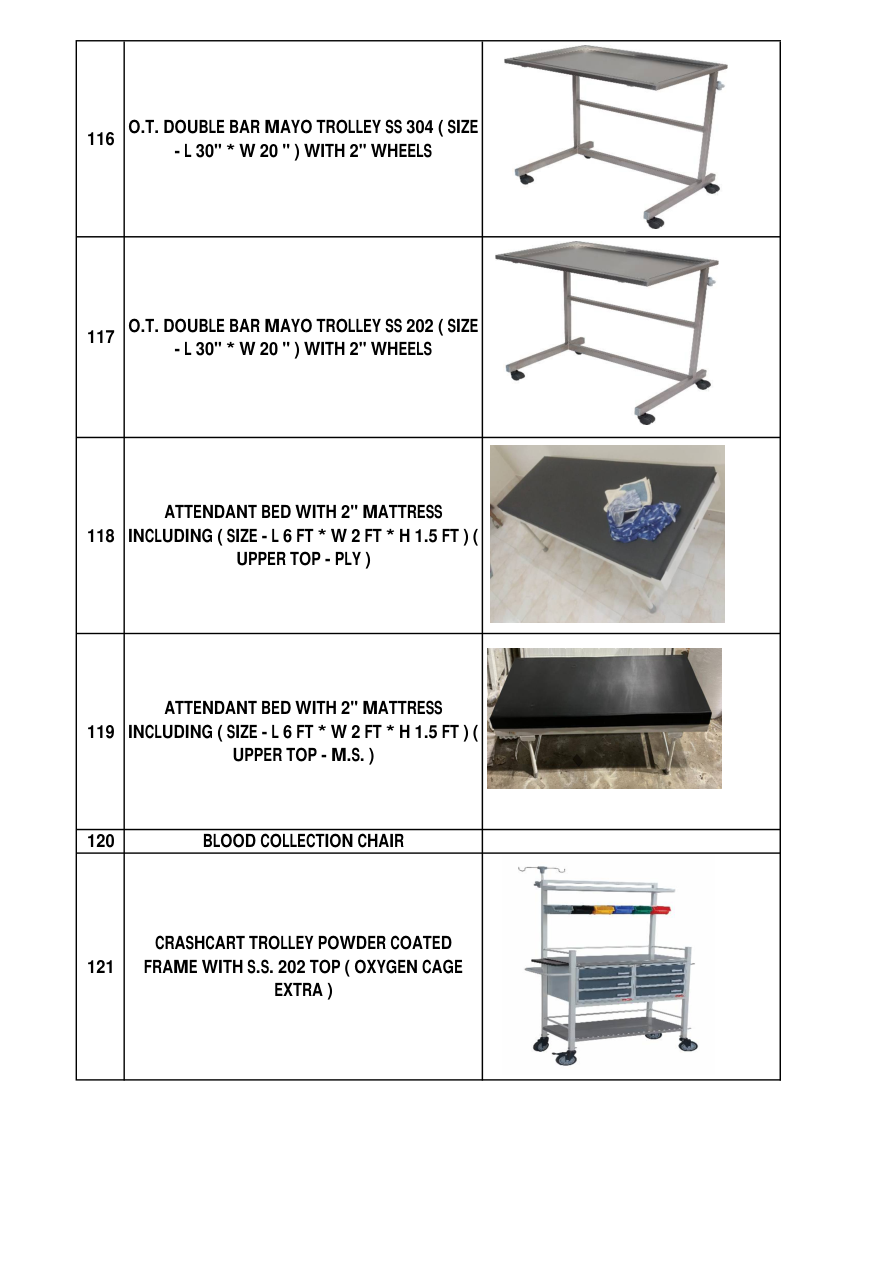 116
O.T. DOUBLE BAR MAYO TROLLEY SS 304 ( SIZE
- L 30" * W 20 " ) WITH 2" WHEELS
117
O.T. DOUBLE BAR MAYO TROLLEY SS 202 ( SIZE
- L 30" * W 20 " ) WITH 2" WHEELS
118
ATTENDANT BED WITH 2" MATTRESS
INCLUDING ( SIZE - L 6 FT * W 2 FT * H 1.5 FT ) (
UPPER TOP - PLY )
119
ATTENDANT BED WITH 2" MATTRESS
INCLUDING ( SIZE - L 6 FT * W 2 FT * H 1.5 FT ) (
UPPER TOP - M.S. )
120
BLOOD COLLECTION CHAIR
121
CRASHCART TROLLEY POWDER COATED
FRAME WITH S.S. 202 TOP ( OXYGEN CAGE
EXTRA )